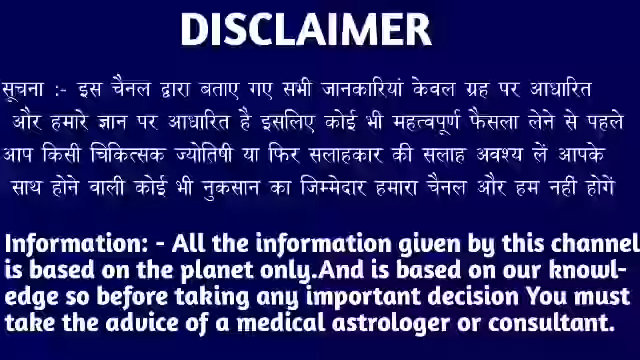 DISCLAIMER
सूचना :- इस चैनल द्वारा बताए गए सभी जानकारियां केवल ग्रह पर आधारित
और हमारे ज्ञान पर आधारित है इसलिए कोई भी महत्वपूर्ण फैसला लेने से पहले
आप किसी चिकित्सक ज्योतिषी या फिर सलाहकार की सलाह अवश्य लें आपके
साथ होने वाली कोई भी नुकसान का जिम्मेदार हमारा चैनल और हम नही होगें
Information: - All the information given by this channel
is based on the planet only.And is based on our knowl-
edge so before taking any important decision You must
take the advice of a medical astrologer or consultant.